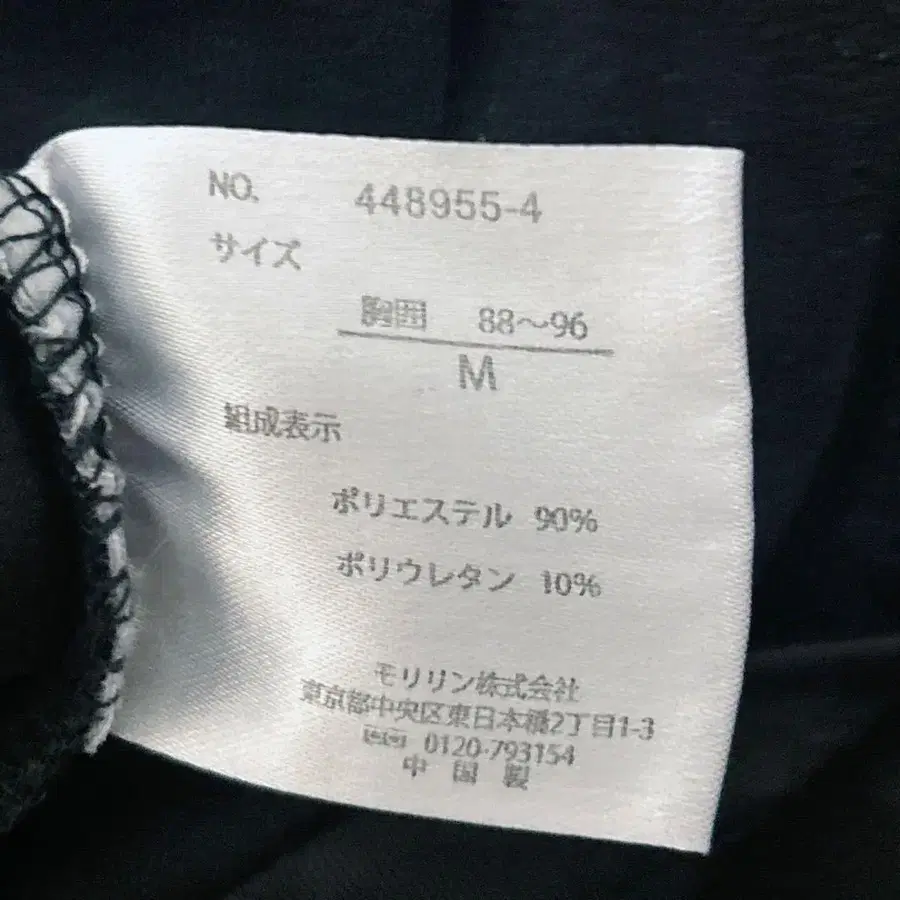 NO. 448955-4
サイズ
胸囲 88～96
M
組成表示
ポリエステル 90%
ポリウレタン 10%
モリリン株式会社
東京都中央区東日本橋2丁目1-3
0120-793154
中国製